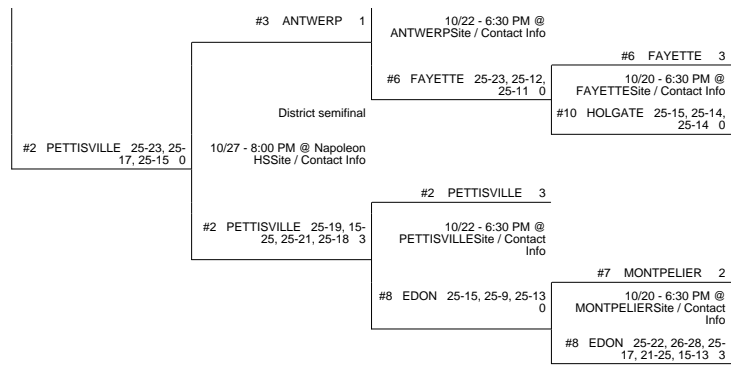 #3 ANTWERP 1
10/22 - 6:30 PM @
ANTWERPSite / Contact Info
#6 FAYETTE 3
#6 FAYETTE 25-23, 25-12,
25-11 0
10/20 - 6:30 PM @
FAYETTESite / Contact Info
District semifinal
#10 HOLGATE 25-15, 25-14,
25-14 0
#2 PETTISVILLE 25-23, 25-
17, 25-15 0
10/27 - 8:00 PM @ Napoleon
HSSite / Contact Info
#2 PETTISVILLE 3
#2 PETTISVILLE 25-19, 15-
25, 25-21, 25-18 3
10/22 - 6:30 PM @
PETTISVILLESite / Contact
Info
#7 MONTPELIER 2
#8 EDON 25-15, 25-9, 25-13
0
10/20 - 6:30 PM @
MONTPELIERSite / Contact
Info
#8 EDON 25-22, 26-28, 25-
17, 21-25, 15-13 3